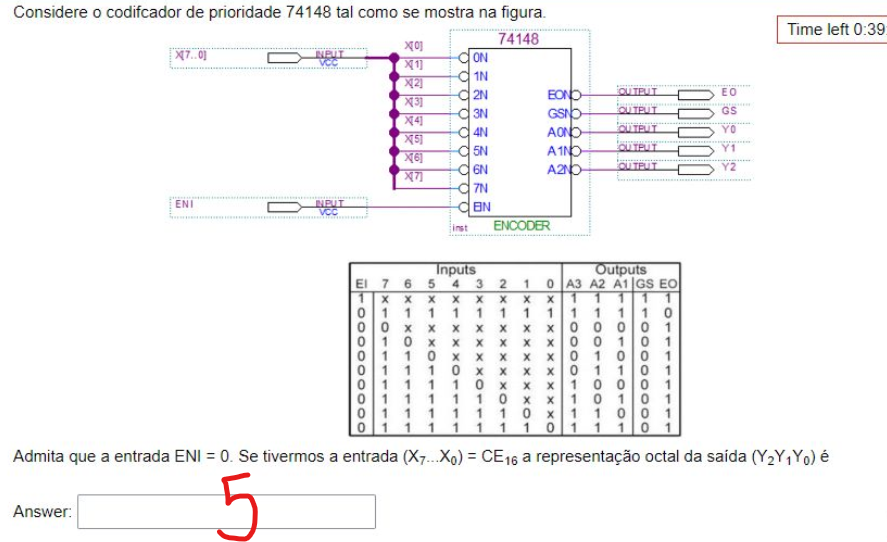 Considere o codifcador de prioridade 74148 tal como se mostra na figura.
Time left 0:39:
X[7..0]
INPUT
VCC
X[0]
X[1]
X[2]
X[3]
X[4]
X[5]
X[6]
X[7]
74148
0N
1N
2N
3N
4N
5N
6N
7N
EIN
EON
GSN
A0N
A1N
A2N
OUTPUT EO
OUTPUT GS
OUTPUT Y0
OUTPUT Y1
OUTPUT Y2
ENI
INPUT
VCC
inst ENCODER
Inputs Outputs
EI 7 6 5 4 3 2 1 0 A3 A2 A1 GS EO
1 x x x x x x x x 1 1 1 1 1
0 1 1 1 1 1 1 1 1 1 1 1 1 0
0 0 x x x x x x x 0 0 0 0 1
0 1 0 x x x x x x 0 0 1 0 1
0 1 1 0 x x x x x 0 1 0 0 1
0 1 1 1 0 x x x x 0 1 1 0 1
0 1 1 1 1 0 x x x 1 0 0 0 1
0 1 1 1 1 1 0 x x 1 0 1 0 1
0 1 1 1 1 1 1 0 x 1 1 0 0 1
0 1 1 1 1 1 1 1 0 1 1 1 0 1
Admita que a entrada ENI = 0. Se tivermos a entrada (X7...X0) = CE16 a representação octal da saída (Y2Y1Y0) é
Answer: 5